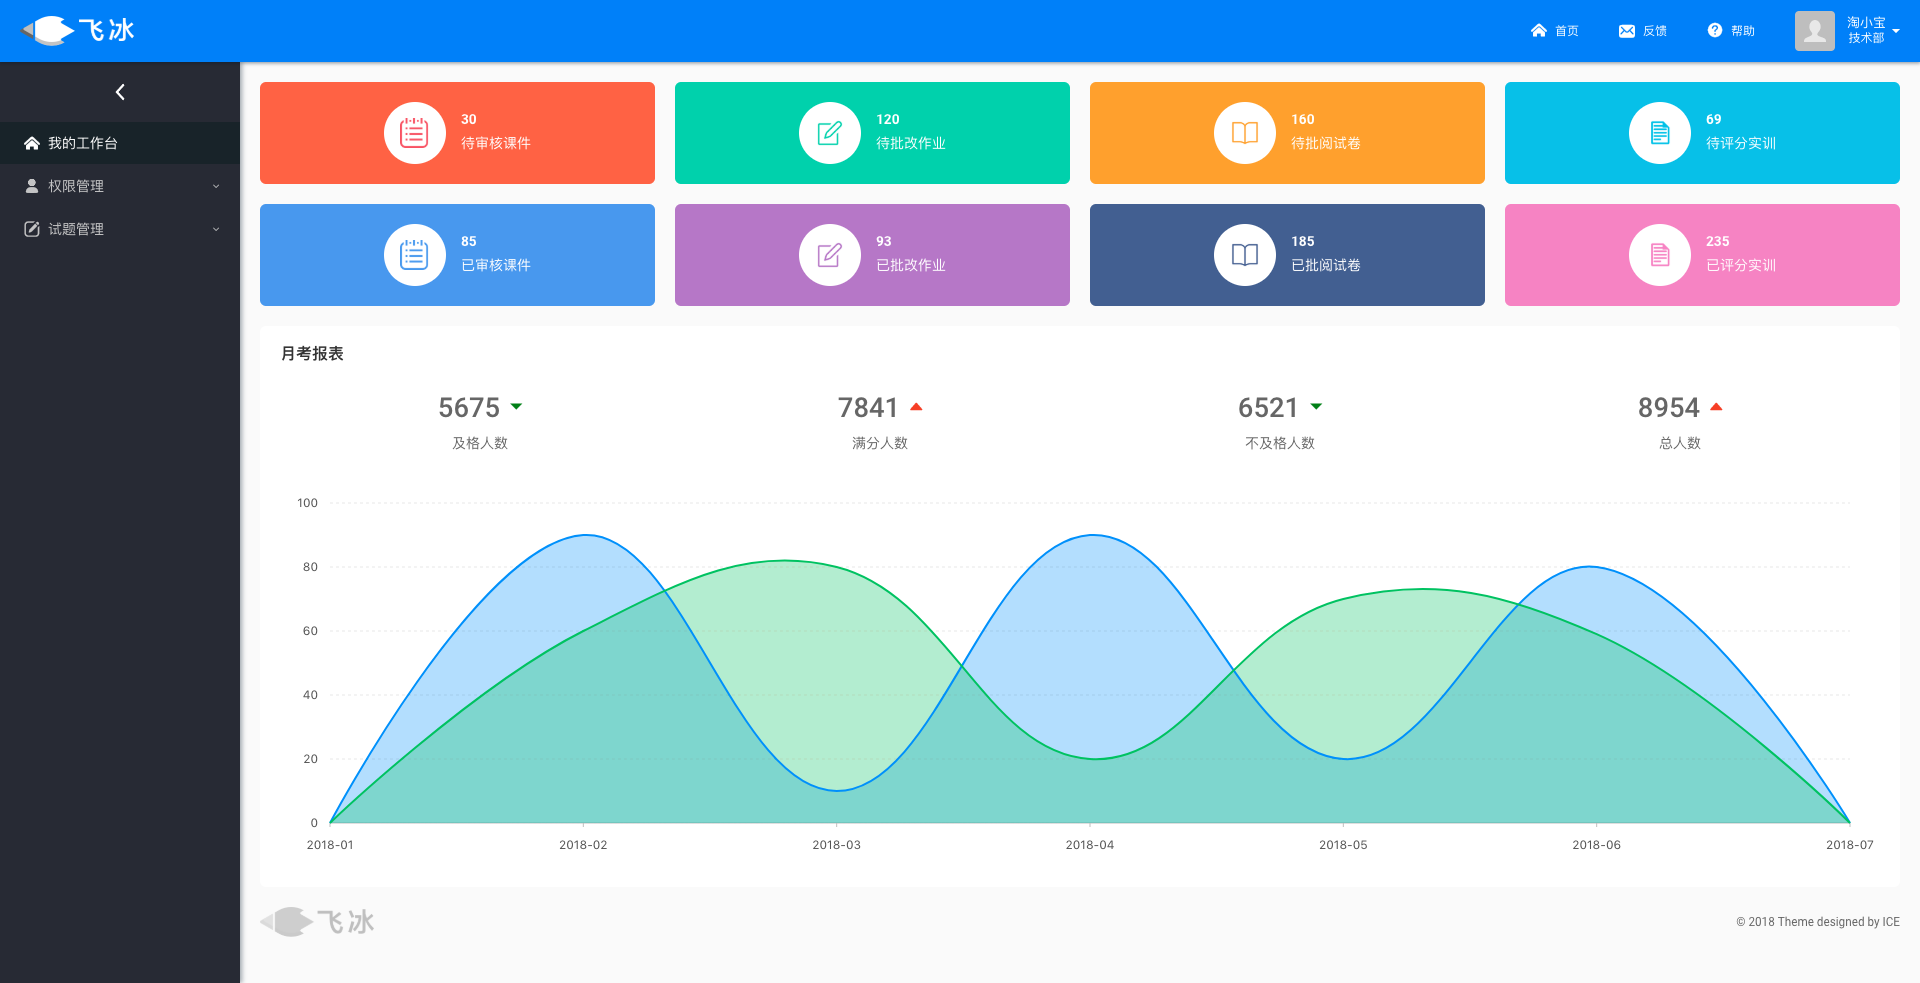 飞冰
首页
反馈
帮助
淘小宝
技术部
我的工作台
权限管理
试题管理
30
待审核课件
120
待批改作业
160
待批阅试卷
69
待评分实训
85
已审核课件
93
已批改作业
185
已批阅试卷
235
已评分实训
月考报表
5675
及格人数
7841
满分人数
6521
不及格人数
8954
总人数
100
80
60
40
20
0
2018-01
2018-02
2018-03
2018-04
2018-05
2018-06
2018-07
飞冰
© 2018 Theme designed by ICE